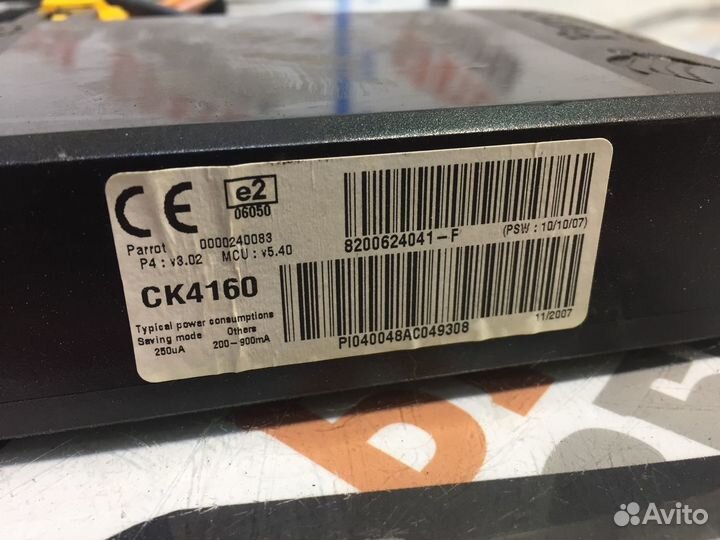 CE
e2
06050
Parrot 0000240083
P4 : v3.02 MCU : v5.40
8200624041-F
(PSW : 10/10/07)
CK4160
Typical power consumptions
Saving mode Others
250uA 200-900mA
PI040048AC049308
11/2007
Avito